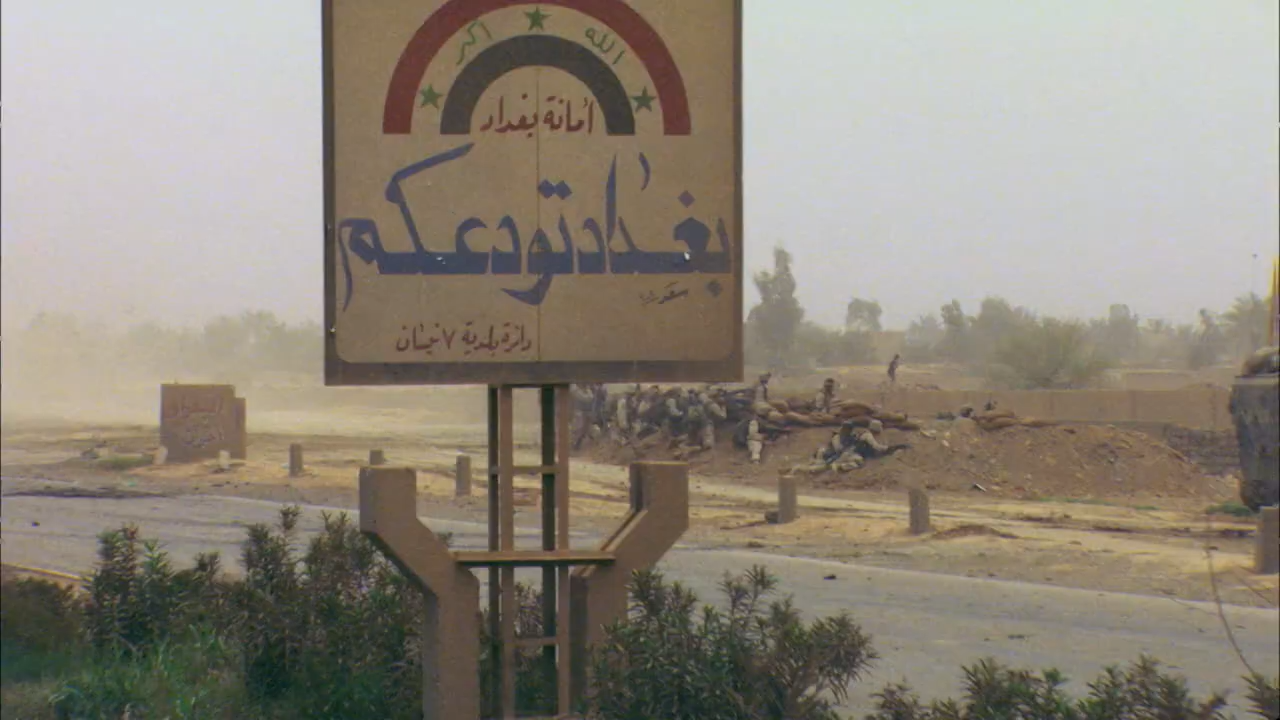 الله اكبر
أمانة بغداد
بغداد تودعكم
دائرة بلدية ٧ نيسان